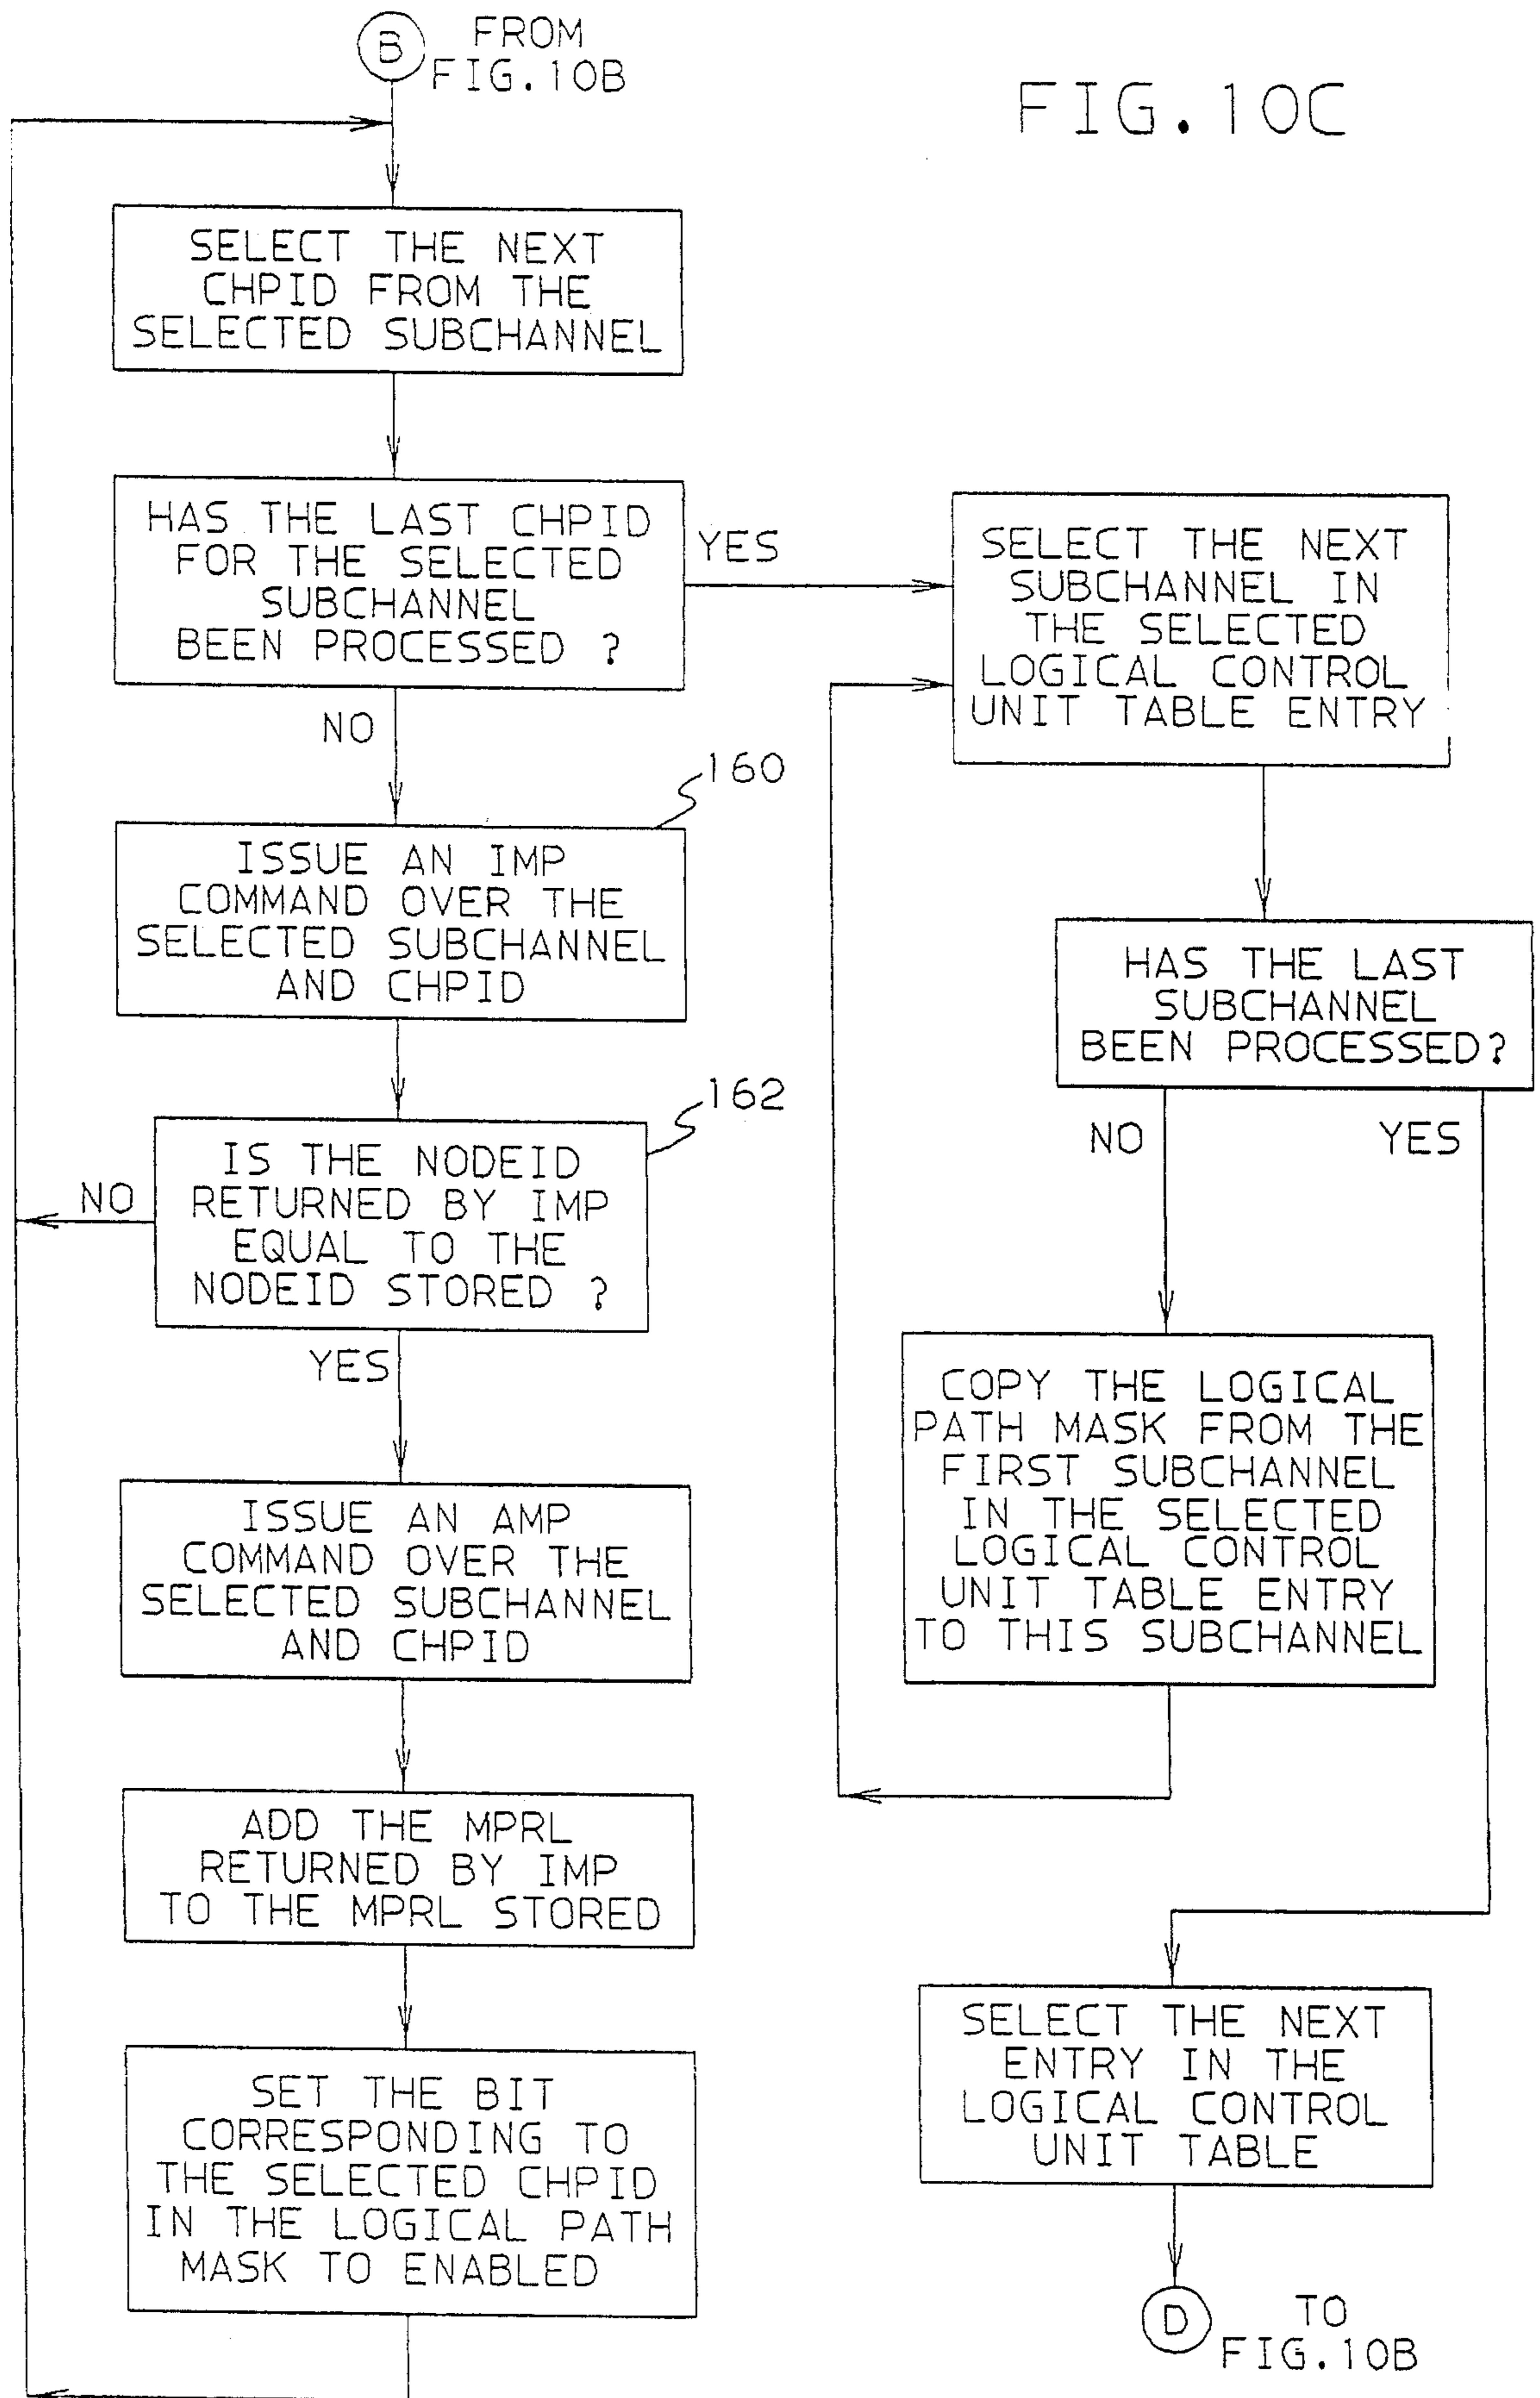 B
FROM
FIG.10B
FIG.10C
SELECT THE NEXT
CHPID FROM THE
SELECTED SUBCHANNEL
HAS THE LAST CHPID
FOR THE SELECTED
SUBCHANNEL
BEEN PROCESSED ?
YES
NO
160
ISSUE AN IMP
COMMAND OVER THE
SELECTED SUBCHANNEL
AND CHPID
162
IS THE NODEID
RETURNED BY IMP
EQUAL TO THE
NODEID STORED ?
NO
YES
ISSUE AN AMP
COMMAND OVER THE
SELECTED SUBCHANNEL
AND CHPID
ADD THE MPRL
RETURNED BY IMP
TO THE MPRL STORED
SET THE BIT
CORRESPONDING TO
THE SELECTED CHPID
IN THE LOGICAL PATH
MASK TO ENABLED
SELECT THE NEXT
SUBCHANNEL IN
THE SELECTED
LOGICAL CONTROL
UNIT TABLE ENTRY
HAS THE LAST
SUBCHANNEL
BEEN PROCESSED?
NO
YES
COPY THE LOGICAL
PATH MASK FROM THE
FIRST SUBCHANNEL
IN THE SELECTED
LOGICAL CONTROL
UNIT TABLE ENTRY
TO THIS SUBCHANNEL
SELECT THE NEXT
ENTRY IN THE
LOGICAL CONTROL
UNIT TABLE
D
TO
FIG.10B